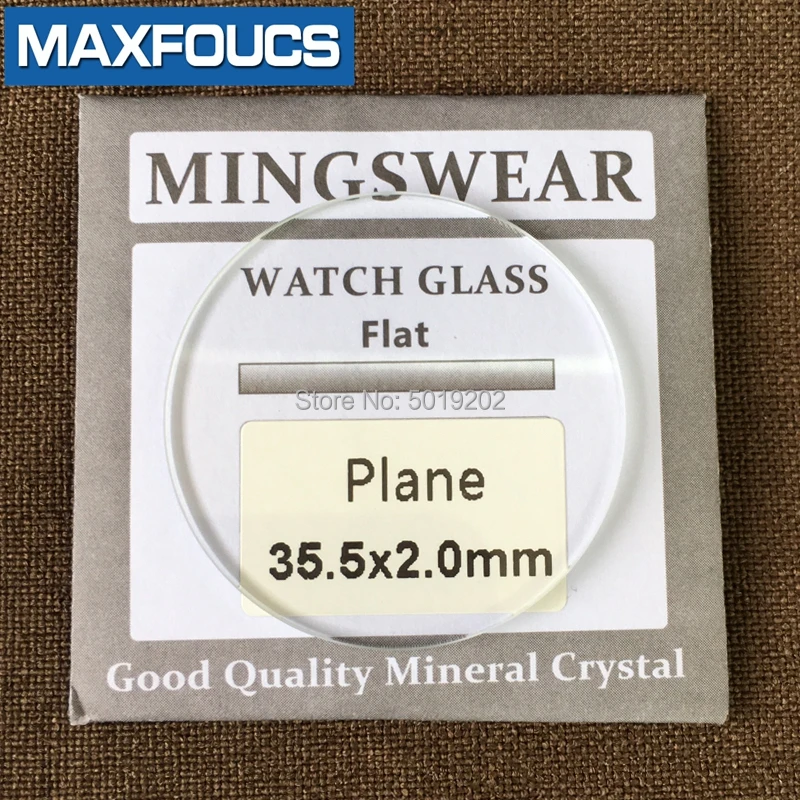 MAXFOUCS
MINGSWEAR
WATCH GLASS
Flat
Store No: 5019202
Plane
35.5x2.0mm
Good Quality Mineral Crystal